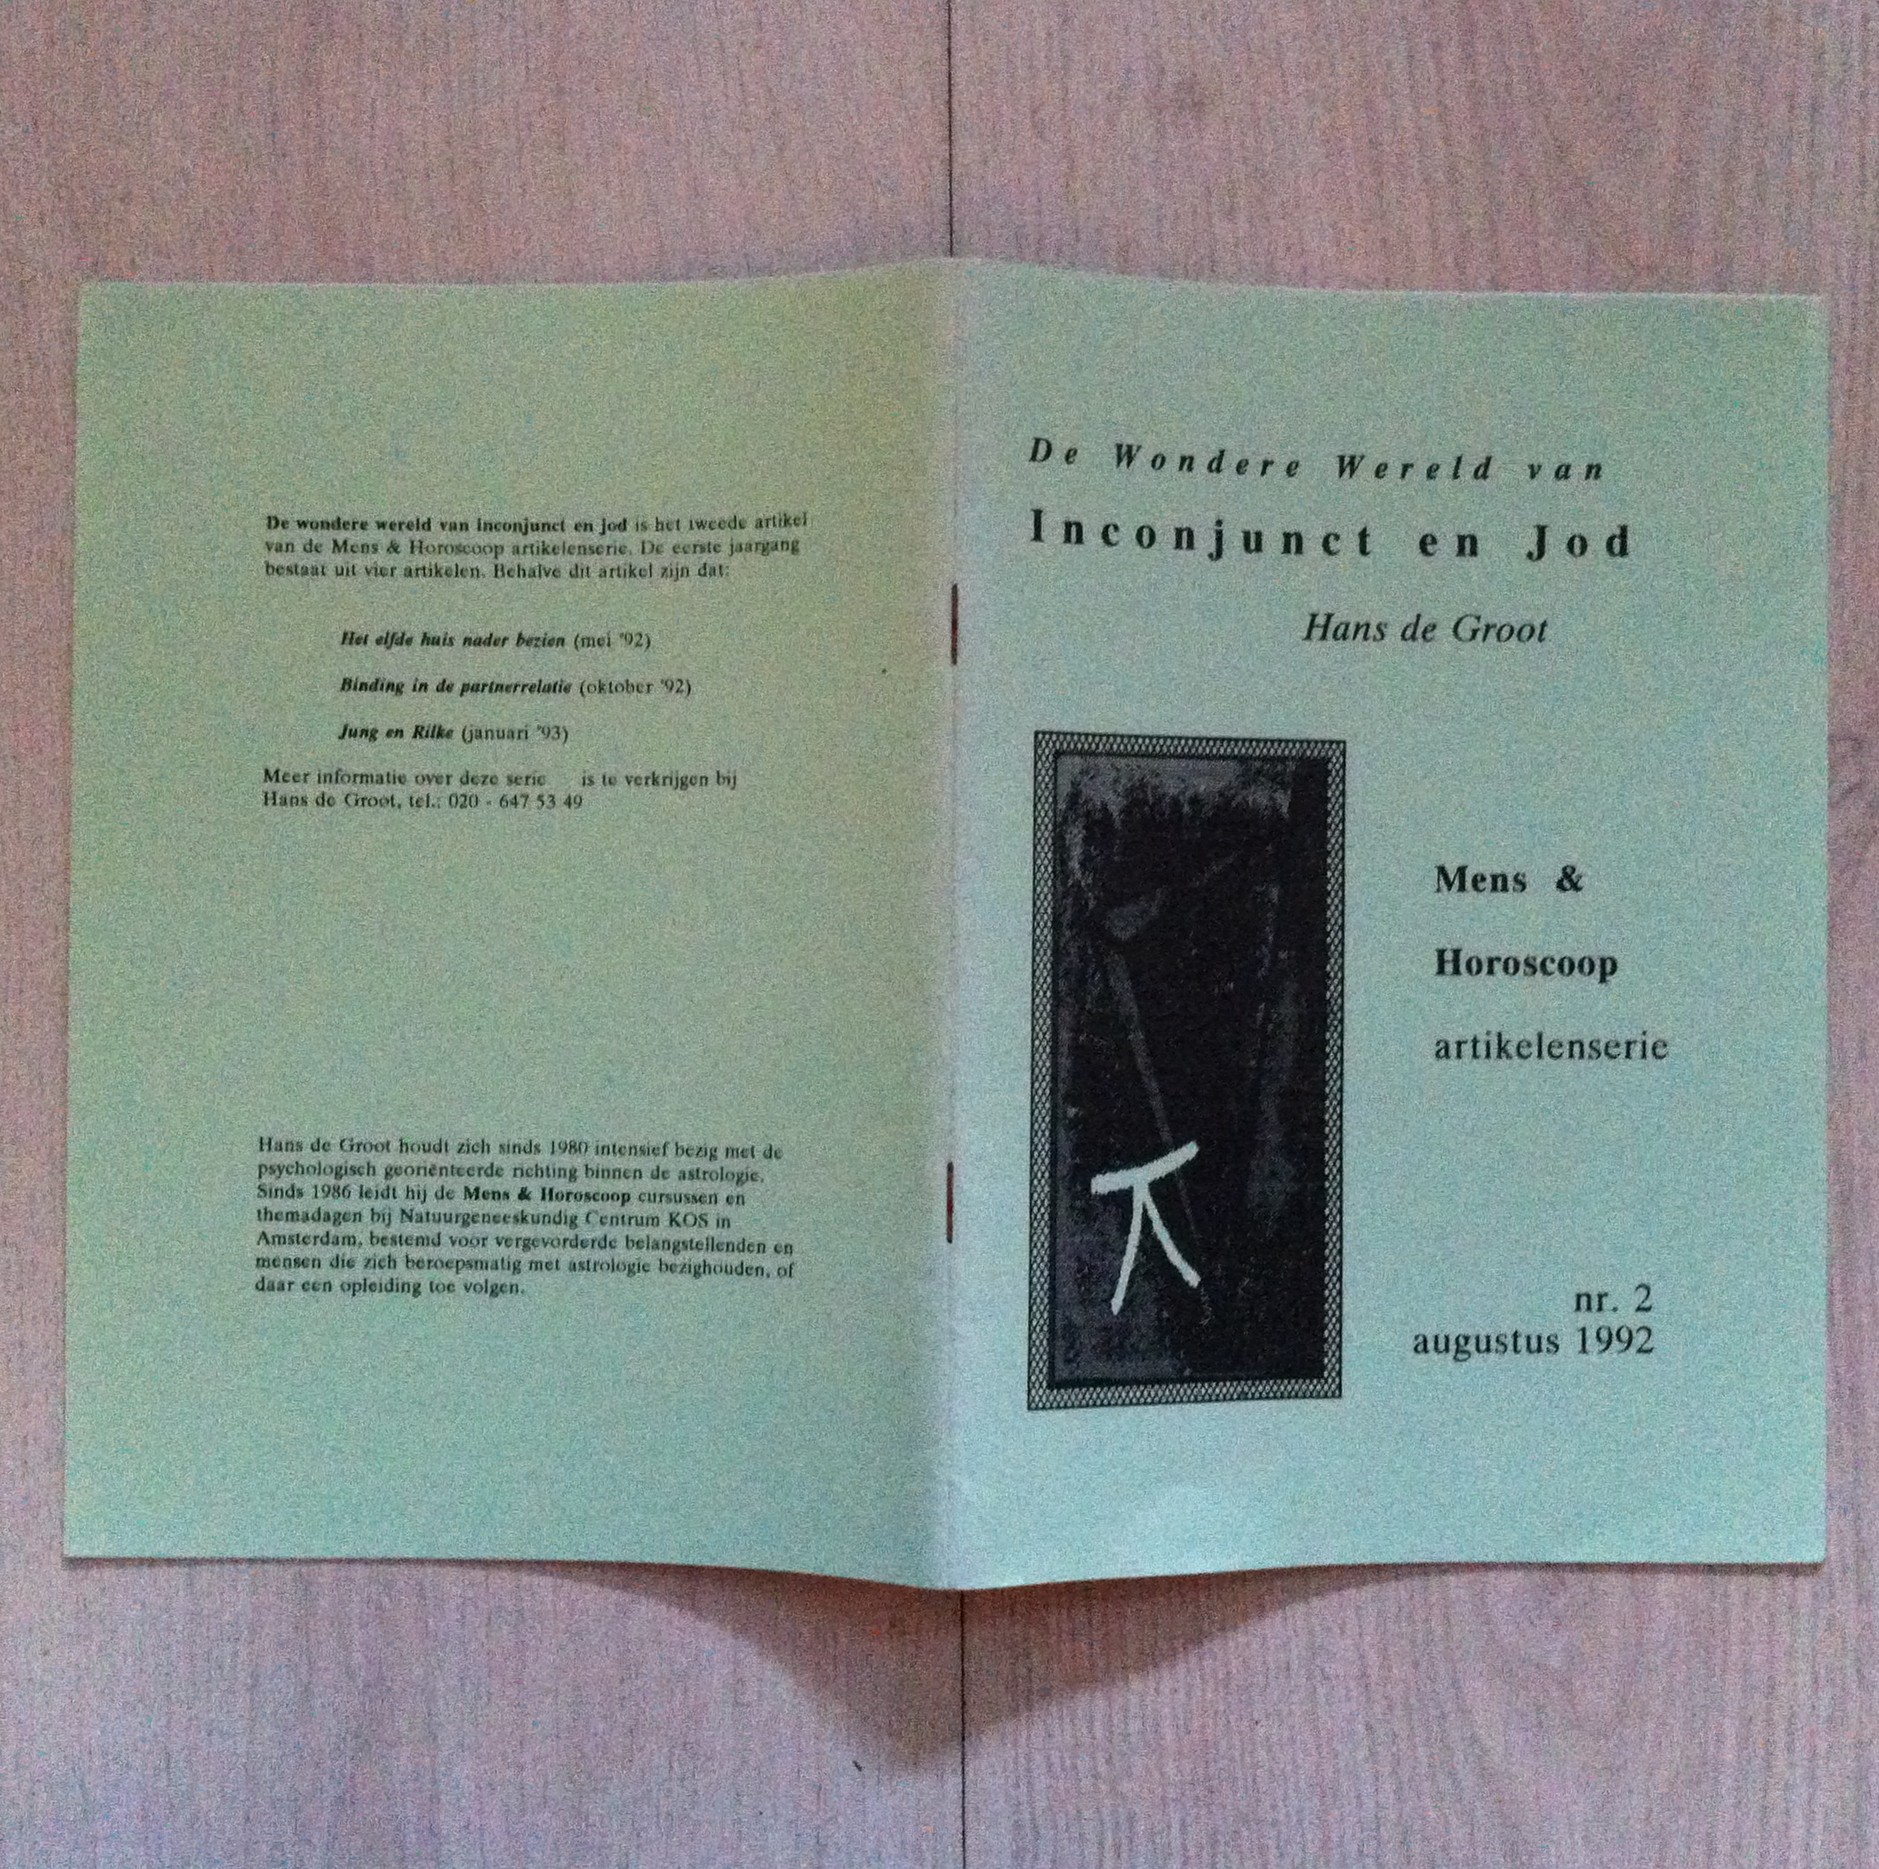 De wondere wereld van inconjunct en jod is het tweede artikel
van de Mens & Horoscoop artikelenserie. De eerste jaargang
bestaat uit vier artikelen. Behalve dit artikel zijn dat:
Het elfde huis nader bezien (mei '92)
Binding in de partnerrelatie (oktober '92)
Jung en Rilke (januari '93)
Meer informatie over deze serie is te verkrijgen bij
Hans de Groot, tel.: 020 - 647 53 49
Hans de Groot houdt zich sinds 1980 intensief bezig met de
psychologisch georiënteerde richting binnen de astrologie.
Sinds 1986 leidt hij de Mens & Horoscoop cursussen en
themadagen bij Natuurgeneeskundig Centrum KOS in
Amsterdam, bestemd voor vergevorderde belangstellenden en
mensen die zich beroepsmatig met astrologie bezighouden, of
daar een opleiding toe volgen.
De Wondere Wereld van
Inconjunct en Jod
Hans de Groot
Mens &
Horoscoop
artikelenserie
nr. 2
augustus 1992